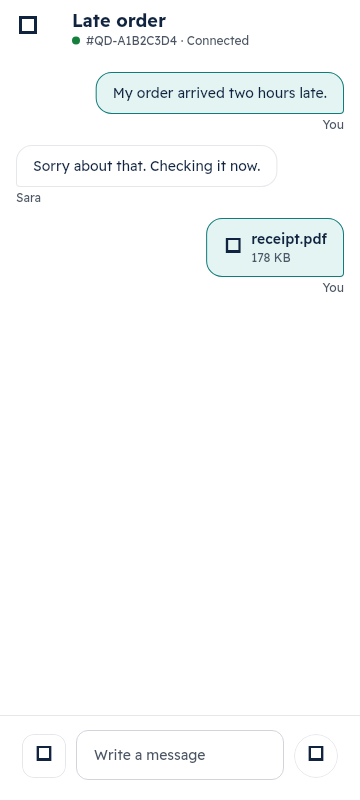 Late order
#QD-A1B2C3D4 · Connected
My order arrived two hours late.
You
Sorry about that. Checking it now.
Sara
receipt.pdf
178 KB
You
Write a message